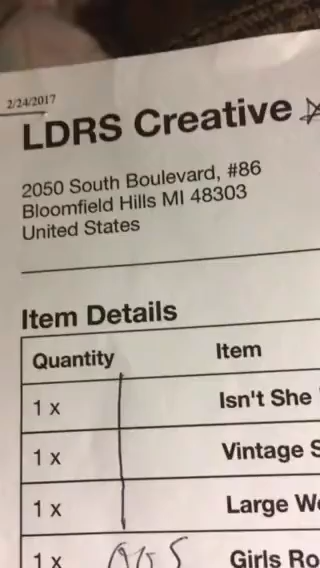 2/24/2017
LDRS Creative
2050 South Boulevard, #86
Bloomfield Hills MI 48303
United States
Item Details
Quantity Item
1 x Isn't She
1 x Vintage S
1 x Large W
1 x Girls Ro